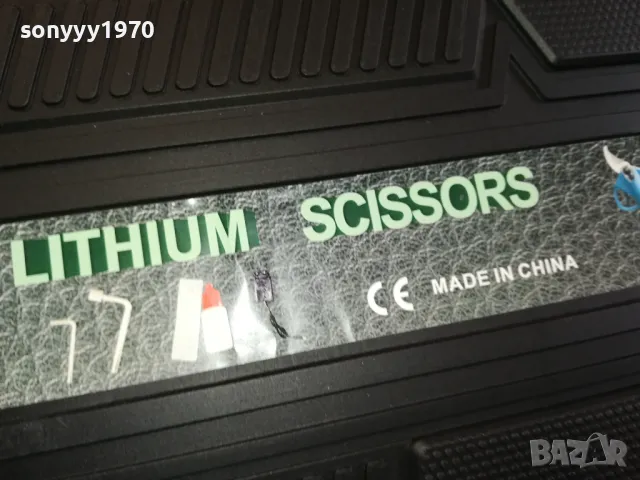 sonyyy1970
LITHIUM SCISSORS
CE MADE IN CHINA
BAZAR